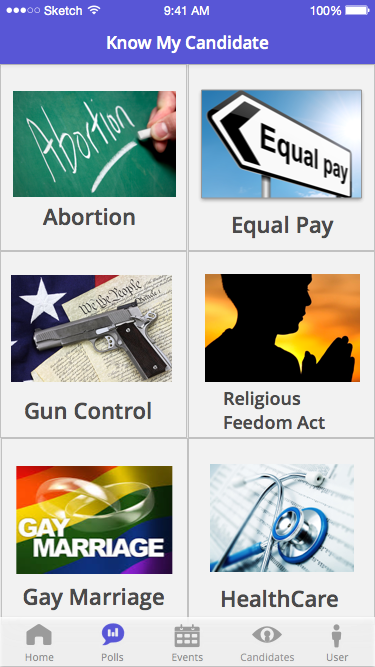 Sketch 9:41 AM 100%
Know My Candidate
Abortion
Equal pay
Abortion
Equal Pay
We the People
Gun Control
Religious
Feedom Act
GAY
MARRIAGE
Gay Marriage
HealthCare
Home Polls Events Candidates User